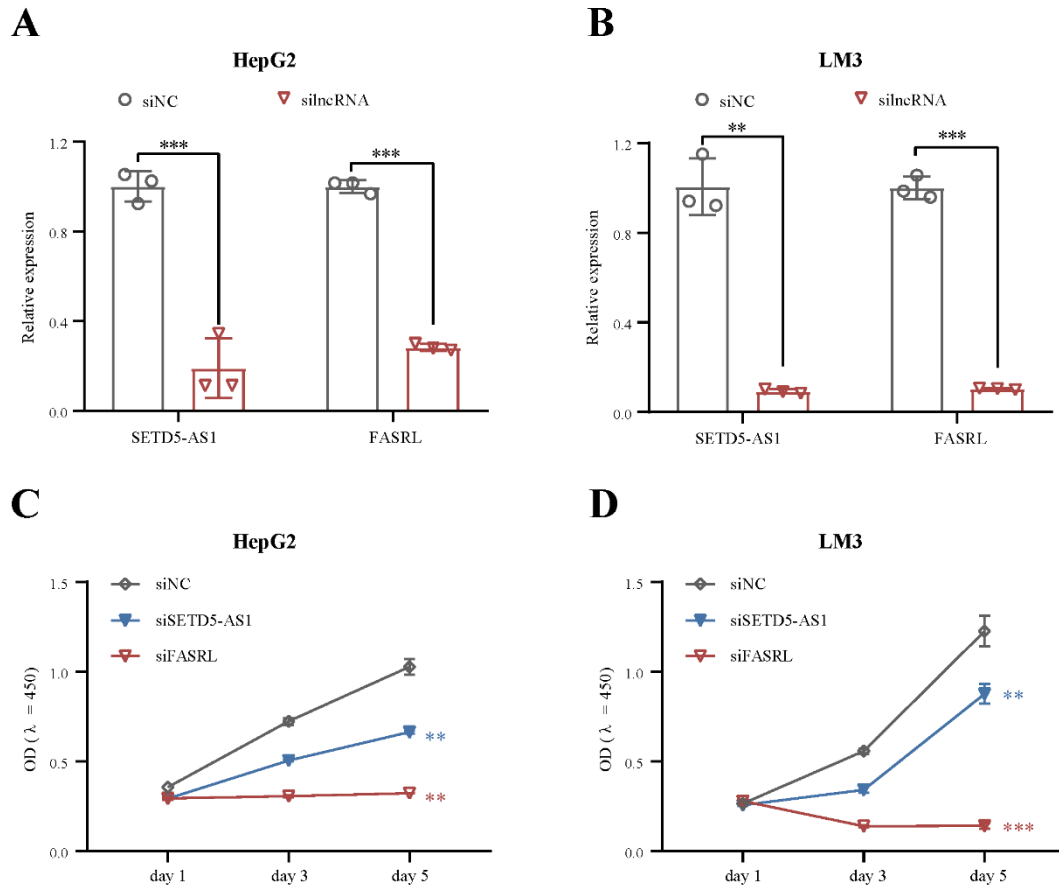 A
HepG2
siNC
silncRNA
***
***
1.2
0.8
0.4
0.0
Relative expression
SETD5-AS1
FASRL
B
LM3
siNC
silncRNA
**
***
1.2
0.8
0.4
0.0
Relative expression
SETD5-AS1
FASRL
C
HepG2
siNC
siSETD5-AS1
siFASRL
1.5
1.0
0.5
0.0
OD ( λ = 450)
**
**
day 1
day 3
day 5
D
LM3
siNC
siSETD5-AS1
siFASRL
1.5
1.0
0.5
0.0
OD ( λ = 450)
**
***
day 1
day 3
day 5